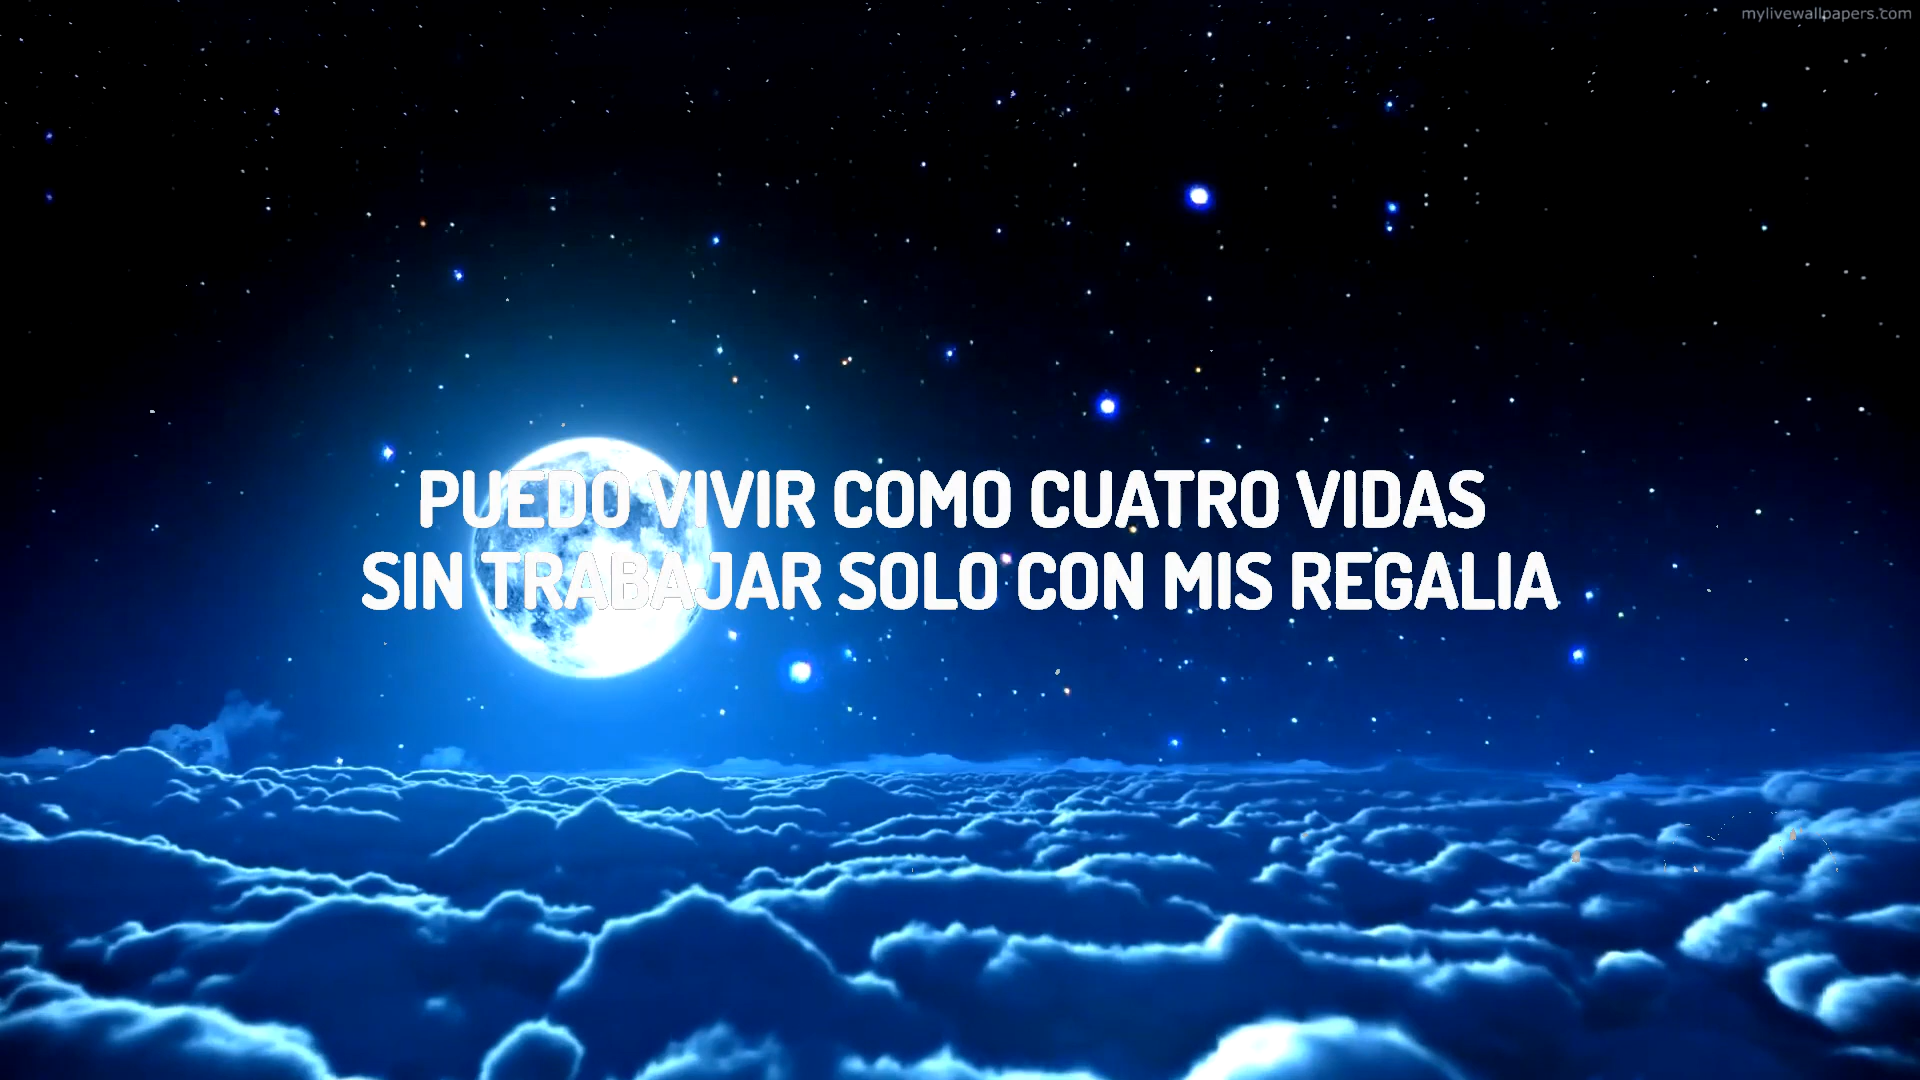 mylivewallpapers.com
PUEDO VIVIR COMO CUATRO VIDAS
SIN TRABAJAR SOLO CON MIS REGALIA